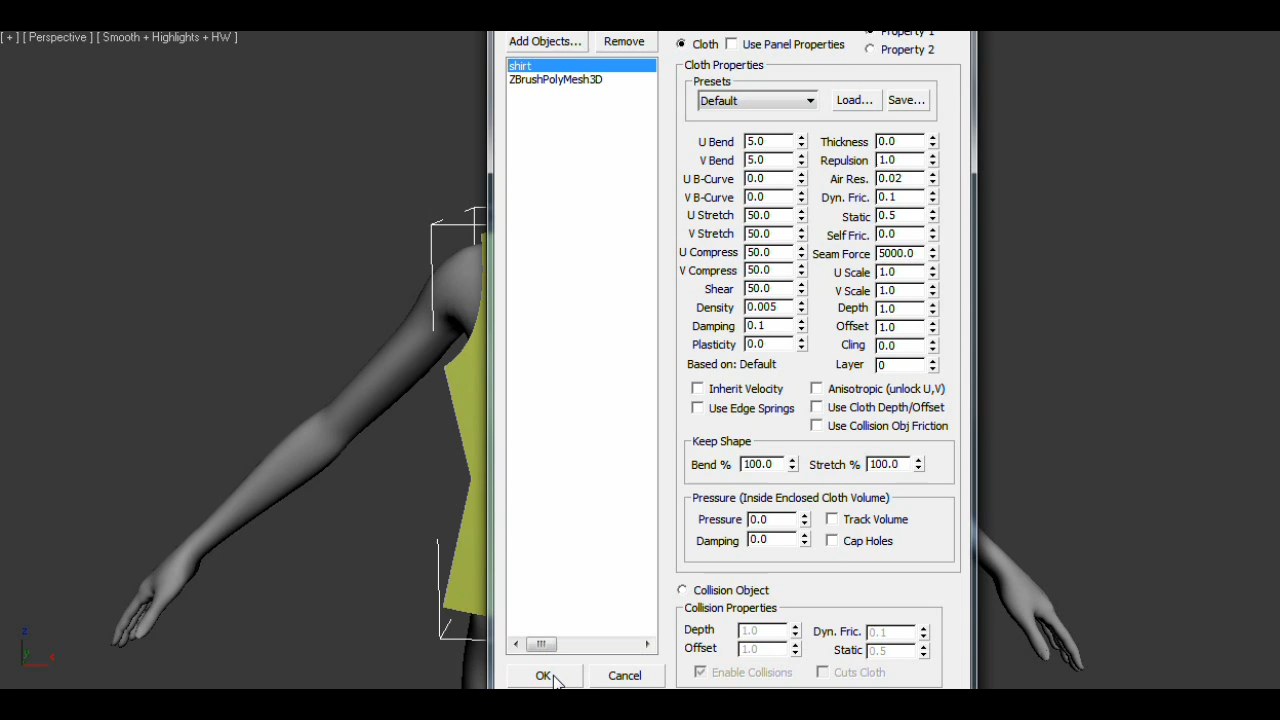 [ + ] [ Perspective ] [ Smooth + Highlights + HW ]
Add Objects... Remove
shirt
ZBrushPolyMesh3D
OK Cancel
Property 1
Cloth Use Panel Properties Property 2
Cloth Properties
Presets
Default Load... Save...
U Bend 5.0 Thickness 0.0
V Bend 5.0 Repulsion 1.0
U B-Curve 0.0 Air Res. 0.02
V B-Curve 0.0 Dyn. Fric. 0.1
U Stretch 50.0 Static 0.5
V Stretch 50.0 Self Fric. 0.0
U Compress 50.0 Seam Force 5000.0
V Compress 50.0 U Scale 1.0
Shear 50.0 V Scale 1.0
Density 0.005 Depth 1.0
Damping 0.1 Offset 1.0
Plasticity 0.0 Cling 0.0
Based on: Default Layer 0
Inherit Velocity Anisotropic (unlock U,V)
Use Edge Springs Use Cloth Depth/Offset
Use Collision Obj Friction
Keep Shape
Bend % 100.0 Stretch % 100.0
Pressure (Inside Enclosed Cloth Volume)
Pressure 0.0 Track Volume
Damping 0.0 Cap Holes
Collision Object
Collision Properties
Depth 1.0 Dyn. Fric. 0.1
Offset 1.0 Static 0.5
Enable Collisions Cuts Cloth
z
y
x